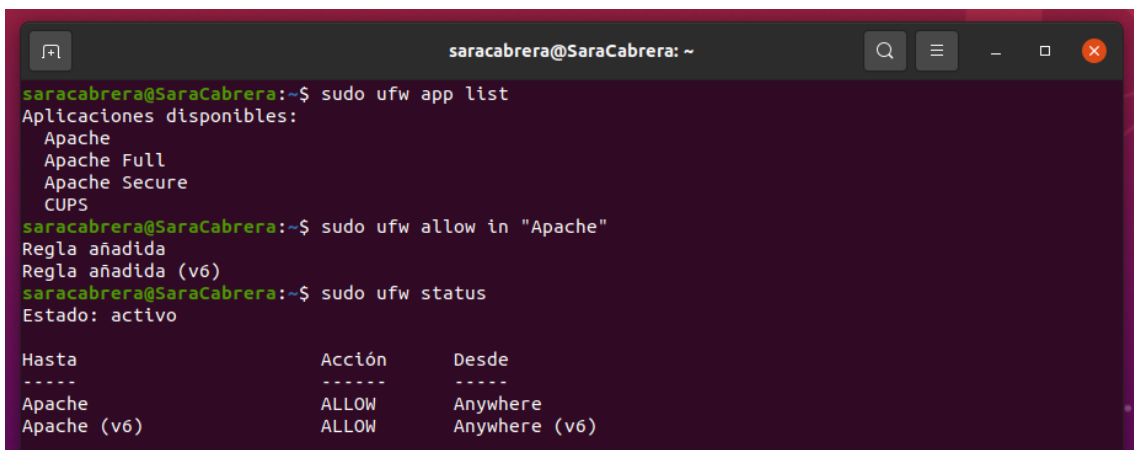 saracabrera@SaraCabrera: ~
saracabrera@SaraCabrera:~$ sudo ufw app list
Aplicaciones disponibles:
  Apache
  Apache Full
  Apache Secure
  CUPS
saracabrera@SaraCabrera:~$ sudo ufw allow in "Apache"
Regla añadida
Regla añadida (v6)
saracabrera@SaraCabrera:~$ sudo ufw status
Estado: activo

Hasta                      Acción      Desde
-----                      ------      -----
Apache                     ALLOW       Anywhere
Apache (v6)                ALLOW       Anywhere (v6)